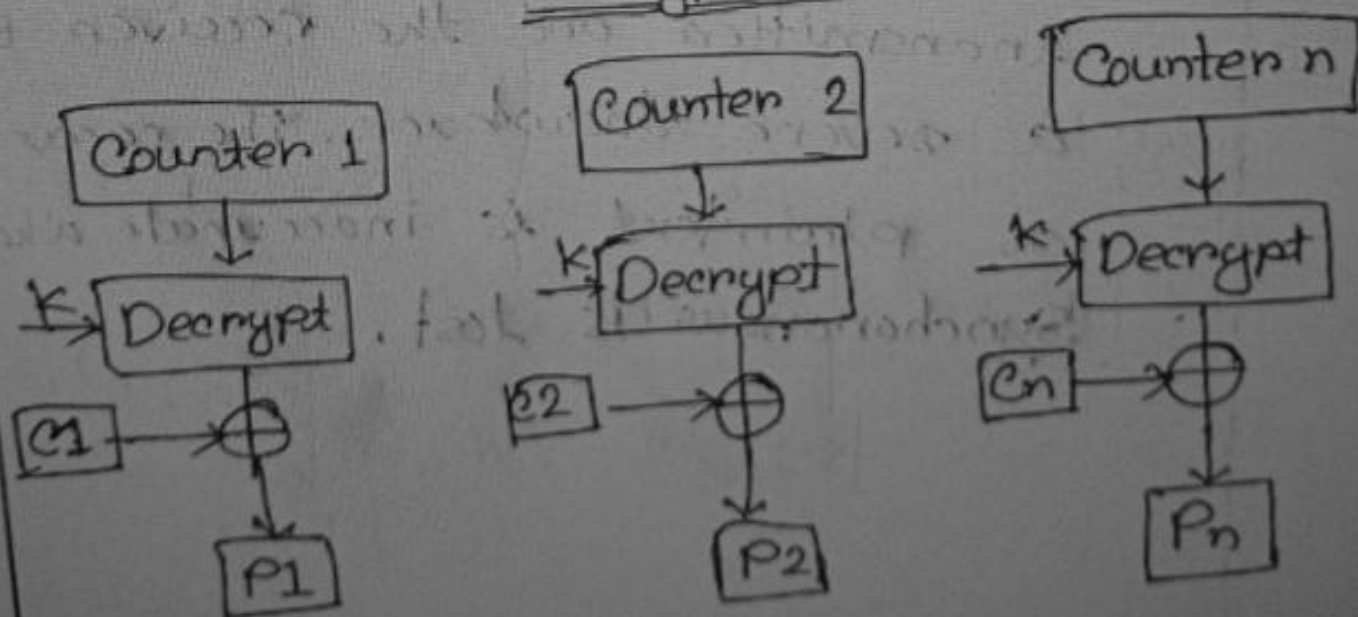 Counter 1
Counter 2
Counter n
K
Decrypt
K
Decrypt
K
Decrypt
C1
C2
Cn
P1
P2
Pn